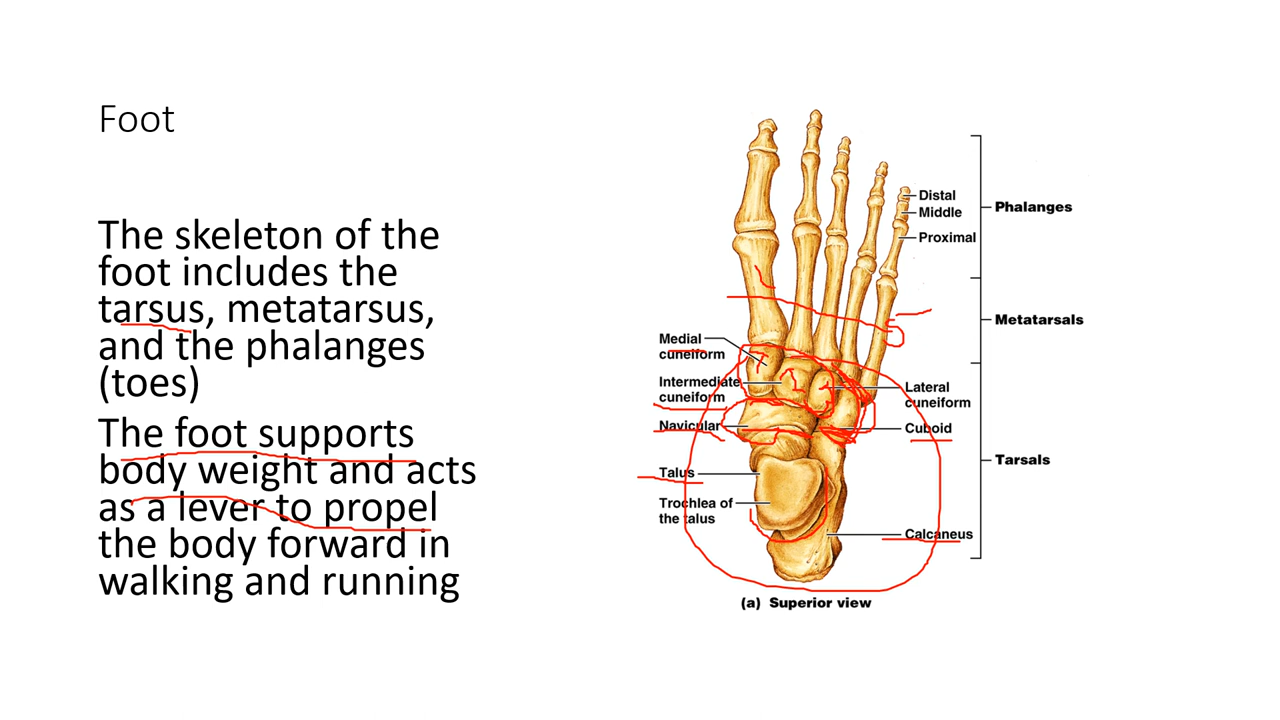 Foot
The skeleton of the
foot includes the
tarsus, metatarsus,
and the phalanges
(toes)
The foot supports
body weight and acts
as a lever to propel
the body forward in
walking and running
Distal
Middle
Proximal
Phalanges
Metatarsals
Medial
cuneiform
Intermediate
cuneiform
Navicular
Talus
Trochlea of
the talus
Lateral
cuneiform
Cuboid
Tarsals
Calcaneus
(a) Superior view